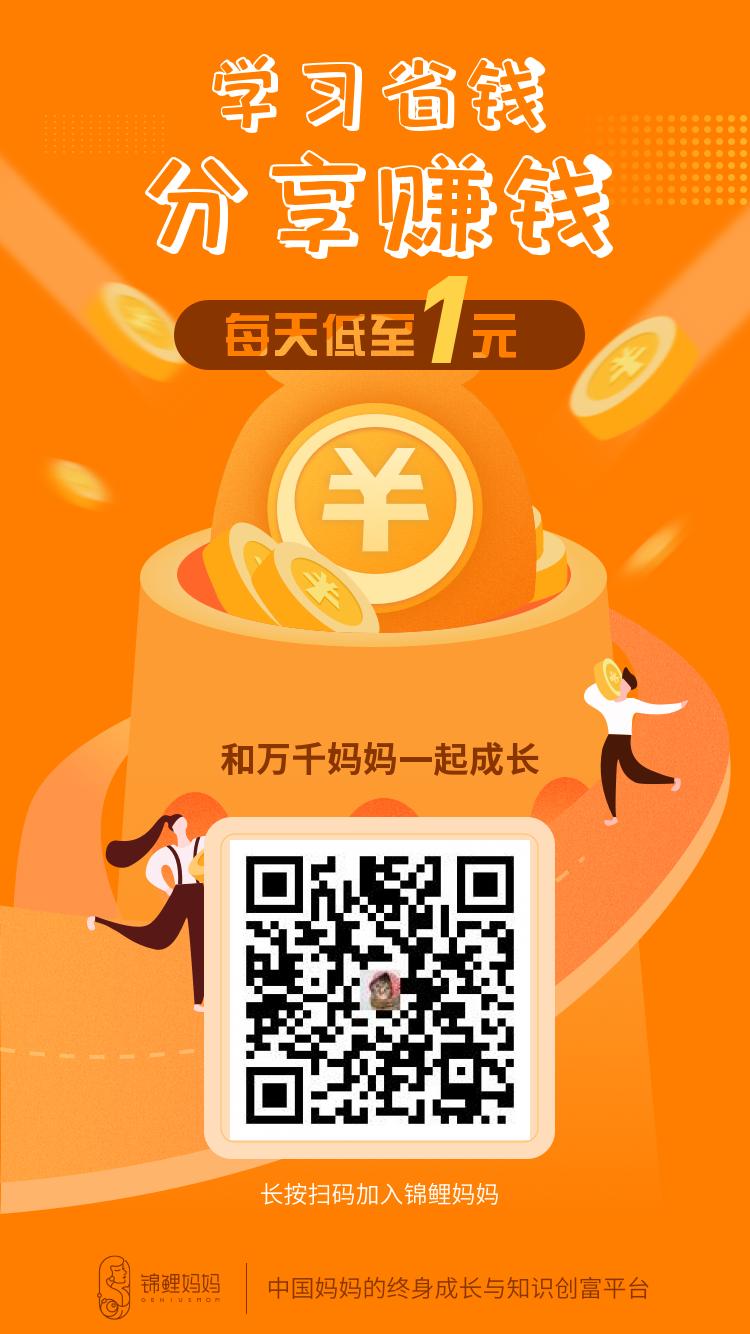 学习省钱
分享赚钱
每天低至1元
和万千妈妈一起成长
长按扫码加入锦鲤妈妈
锦鲤妈妈
GENIUSMOM
中国妈妈的终身成长与知识创富平台